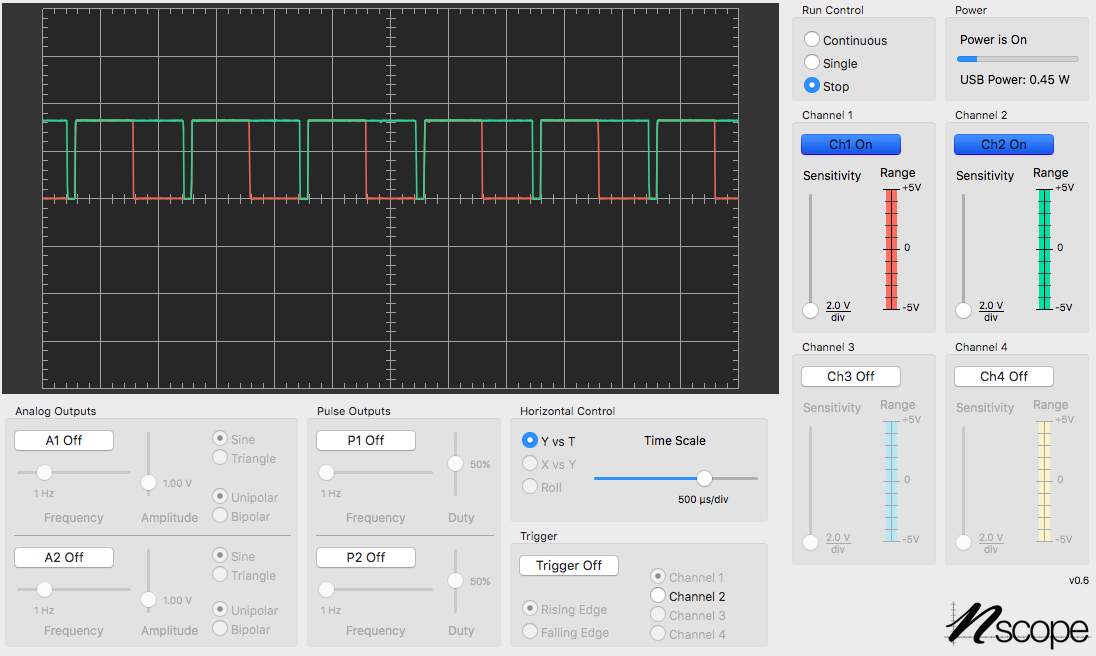 Run Control
Continuous
Single
Stop
Power
Power is On
USB Power: 0.45 W
Channel 1
Ch1 On
Sensitivity
Range
+5V
0
-5V
2.0 V
div
Channel 2
Ch2 On
Sensitivity
Range
+5V
0
-5V
2.0 V
div
Channel 3
Ch3 Off
Sensitivity
Range
+5V
0
-5V
2.0 V
div
Channel 4
Ch4 Off
Sensitivity
Range
+5V
0
-5V
2.0 V
div
Analog Outputs
A1 Off
1 Hz
Frequency
1.00 V
Amplitude
Sine
Triangle
Unipolar
Bipolar
A2 Off
1 Hz
Frequency
1.00 V
Amplitude
Sine
Triangle
Unipolar
Bipolar
Pulse Outputs
P1 Off
1 Hz
Frequency
50%
Duty
P2 Off
1 Hz
Frequency
50%
Duty
Horizontal Control
Y vs T
X vs Y
Roll
Time Scale
500 µs/div
Trigger
Trigger Off
Rising Edge
Falling Edge
Channel 1
Channel 2
Channel 3
Channel 4
v0.6
nscope